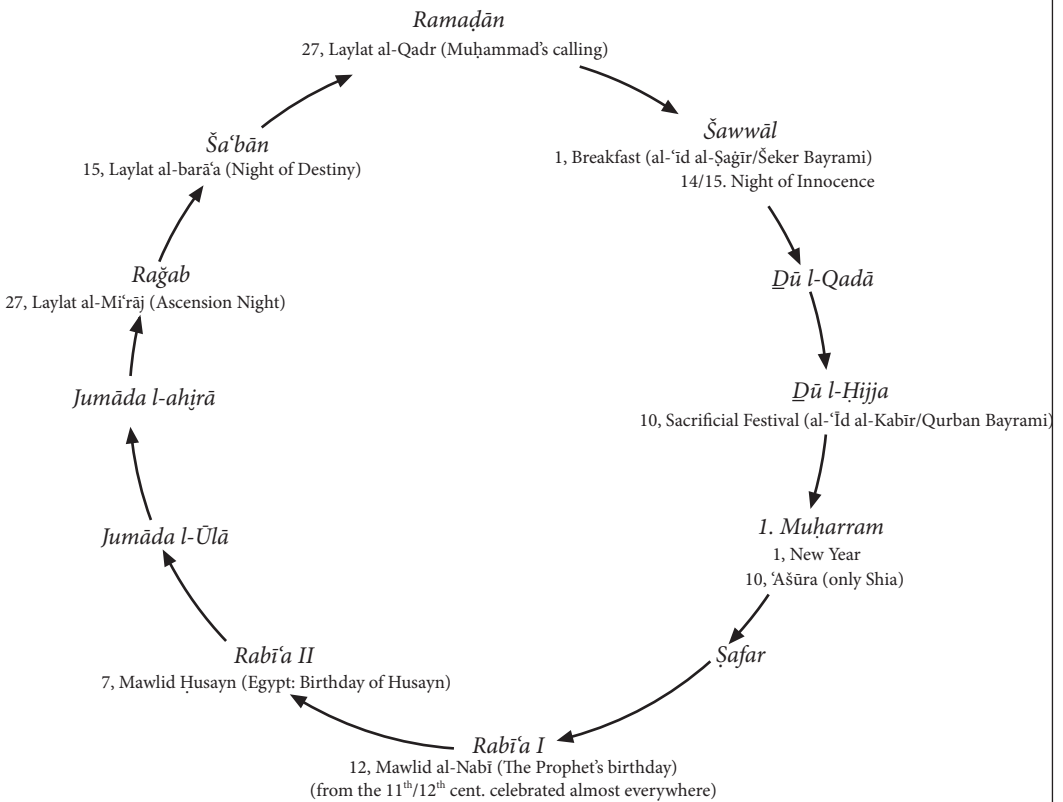 Ramaḍān
27, Laylat al-Qadr (Muḥammad's calling)
Šawwāl
1, Breakfast (al-ʿīd al-Ṣaġīr/Šeker Bayrami)
14/15. Night of Innocence
Ḏū l-Qadā
Ḏū l-Ḥijja
10, Sacrificial Festival (al-ʿĪd al-Kabīr/Qurban Bayrami)
1. Muḥarram
1, New Year
10, ʿAšūra (only Shia)
Ṣafar
Rabīʿa I
12, Mawlid al-Nabī (The Prophet's birthday)
(from the 11th/12th cent. celebrated almost everywhere)
Rabīʿa II
7, Mawlid Ḥusayn (Egypt: Birthday of Husayn)
Jumāda l-Ūlā
Jumāda l-aḫirā
Rağab
27, Laylat al-Miʿrāj (Ascension Night)
Šaʿbān
15, Laylat al-barāʿa (Night of Destiny)